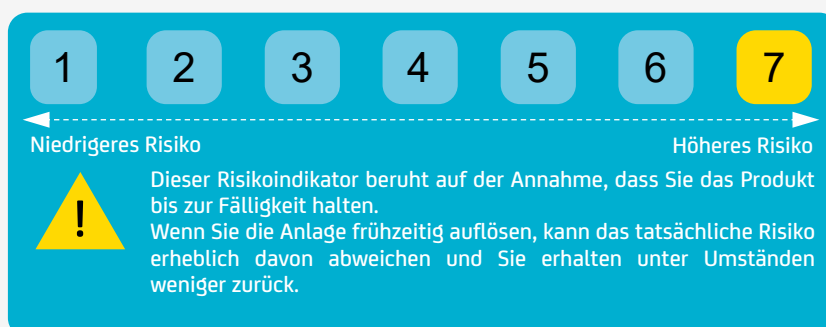 1 2 3 4 5 6 7
Niedrigeres Risiko Höheres Risiko
!
Dieser Risikoindikator beruht auf der Annahme, dass Sie das Produkt
bis zur Fälligkeit halten.
Wenn Sie die Anlage frühzeitig auflösen, kann das tatsächliche Risiko
erheblich davon abweichen und Sie erhalten unter Umständen
weniger zurück.